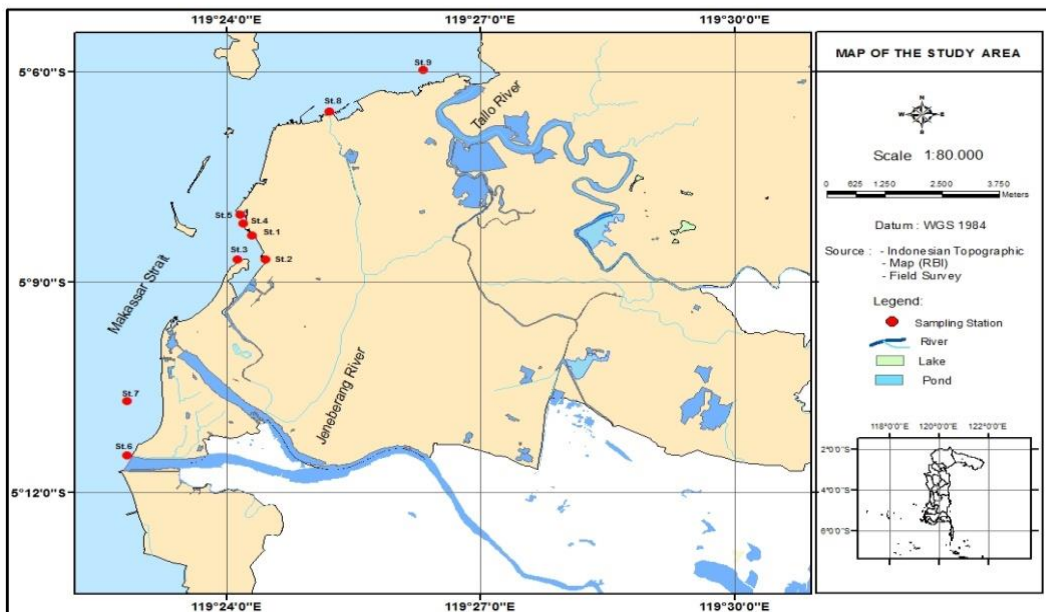 119°24'0"E 119°27'0"E 119°30'0"E
5°6'0"S
5°9'0"S
5°12'0"S
St.9
St.8
Tallo River
St.5
St.4
St.1
St.3
St.2
Makassar Strait
Jeneberang River
St.7
St.6
119°24'0"E 119°27'0"E 119°30'0"E
MAP OF THE STUDY AREA
N
W E
S
Scale 1:80.000
0 625 1.250 2.500 3.750
Meters
Datum : WGS 1984
Source : - Indonesian Topographic
- Map (RBI)
- Field Survey
Legend:
Sampling Station
River
Lake
Pond
118°0'0"E 120°0'0"E 122°0'0"E
2°0'0"S
4°0'0"S
6°0'0"S